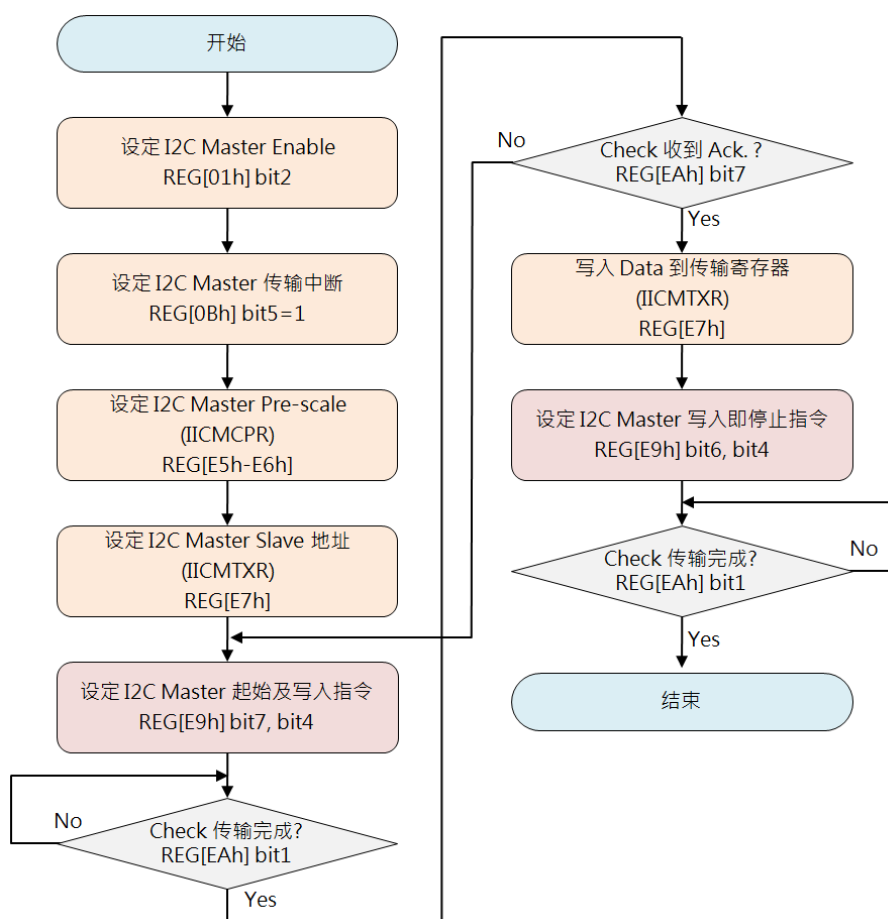 开始
设定 I2C Master Enable
REG[01h] bit2
设定 I2C Master 传输中断
REG[0Bh] bit5=1
设定 I2C Master Pre-scale
(IICMCPR)
REG[E5h-E6h]
设定 I2C Master Slave 地址
(IICMTXR)
REG[E7h]
设定 I2C Master 起始及写入指令
REG[E9h] bit7, bit4
No
Check 传输完成?
REG[EAh] bit1
Yes
No
Check 收到 Ack. ?
REG[EAh] bit7
Yes
写入 Data 到传输寄存器
(IICMTXR)
REG[E7h]
设定 I2C Master 写入即停止指令
REG[E9h] bit6, bit4
Check 传输完成?
REG[EAh] bit1
No
Yes
结束